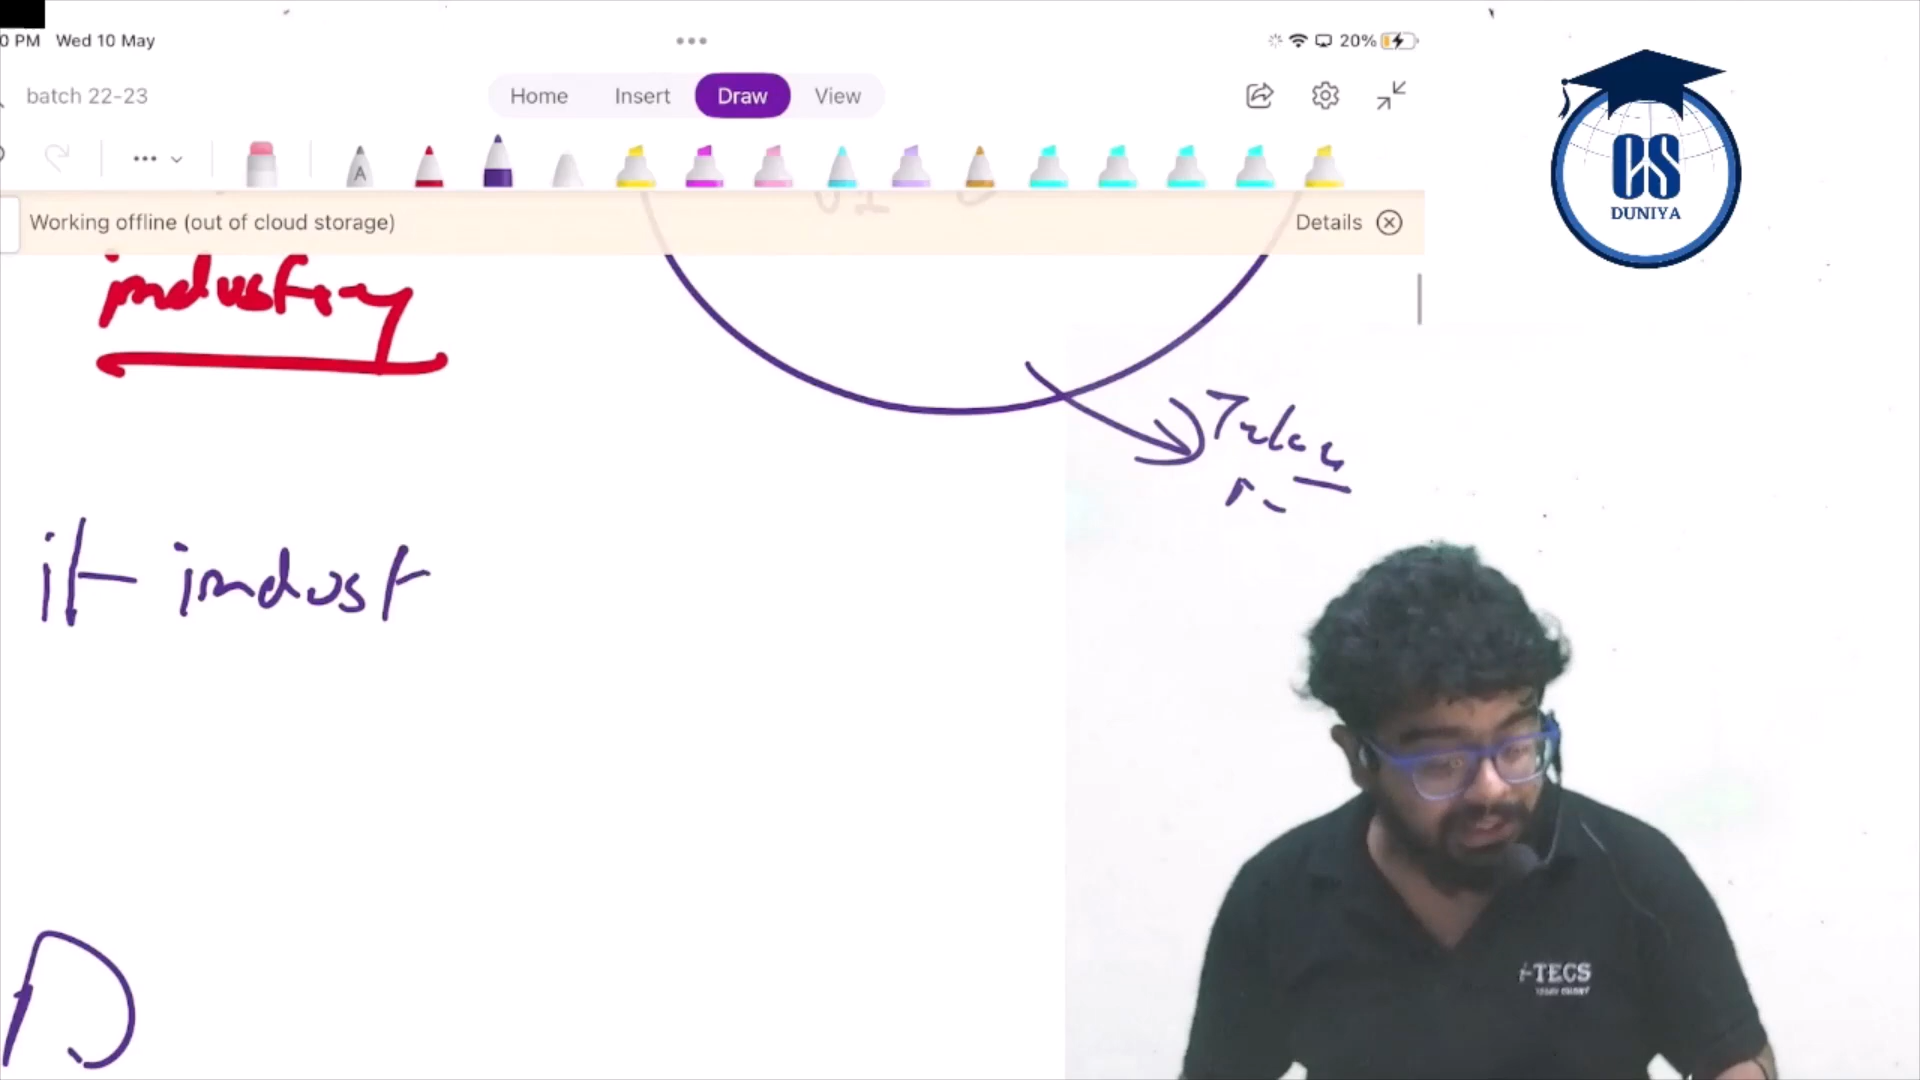 0 PM Wed 10 May
20%
batch 22-23
Home Insert Draw View
A
Working offline (out of cloud storage)
Details
industry
it indust
D
CS
DUNIYA
i-TECS